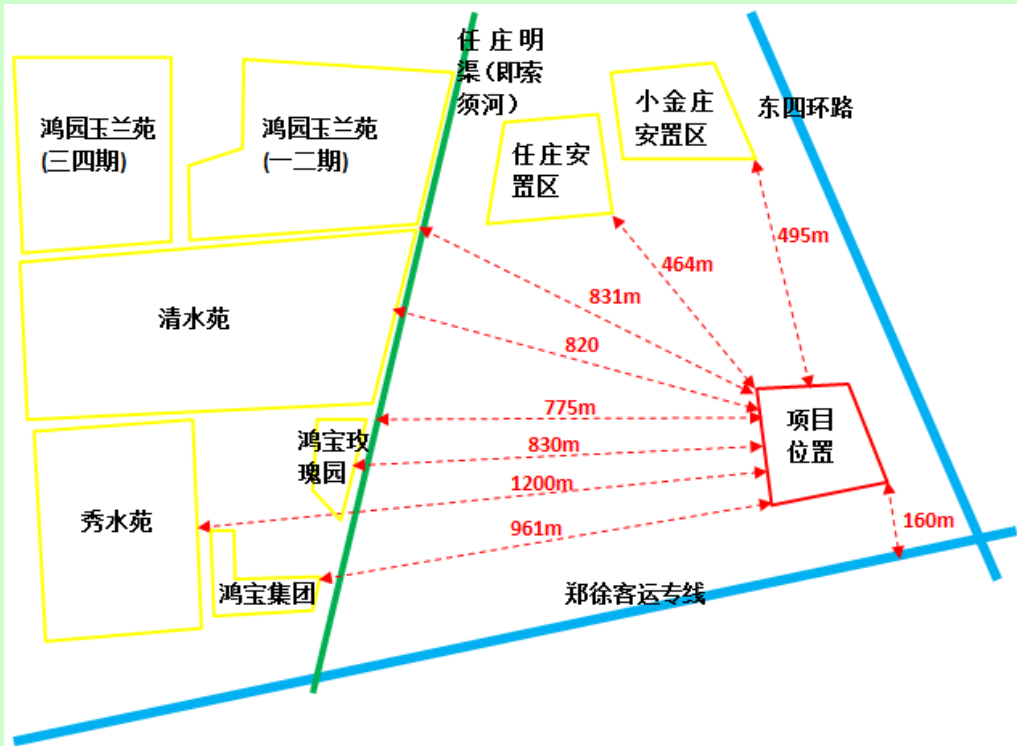 任庄明
渠(即索
须河)
小金庄
安置区
东四环路
鸿园玉兰苑
(三四期)
鸿园玉兰苑
(一二期)
任庄安
置区
495m
464m
831m
清水苑
820
775m
项目
位置
鸿宝玫
瑰园
830m
1200m
秀水苑
961m
160m
鸿宝集团
郑徐客运专线